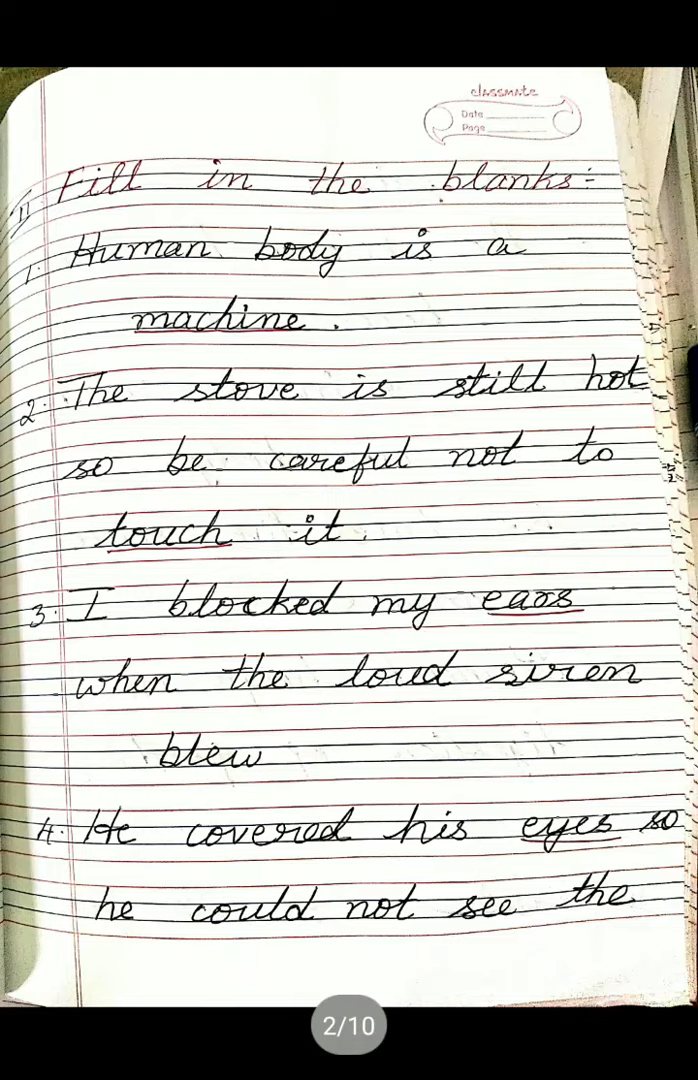 classmate
Date
Page
II Fill in the blanks:-
1. Human body is a
machine.
2. The stove is still hot
so be careful not to
touch it.
3. I blocked my ears
when the loud siren
blew
4. He covered his eyes so
he could not see the
2/10